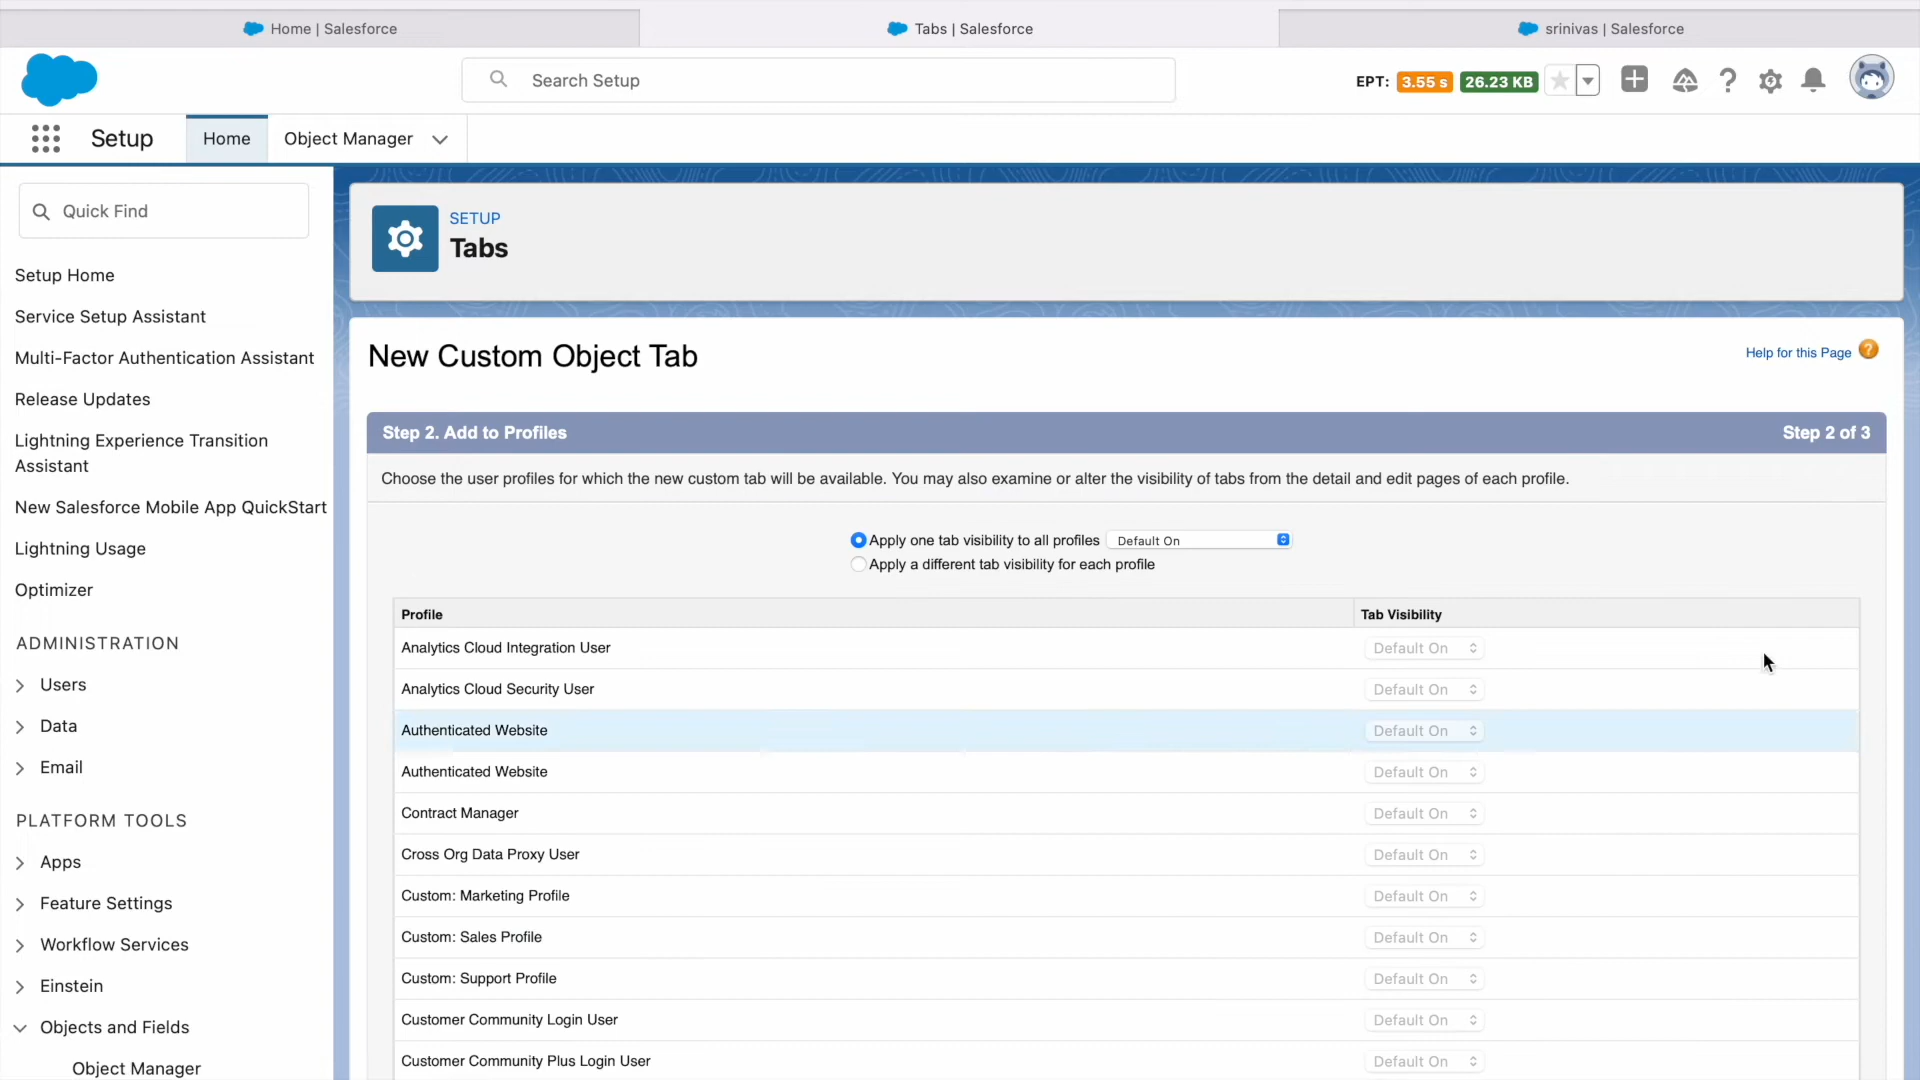 Home | Salesforce
Tabs | Salesforce
srinivas | Salesforce
Search Setup
EPT: 3.55 s 26.23 KB
Setup
Home
Object Manager
Quick Find
Setup Home
Service Setup Assistant
Multi-Factor Authentication Assistant
Release Updates
Lightning Experience Transition
Assistant
New Salesforce Mobile App QuickStart
Lightning Usage
Optimizer
ADMINISTRATION
Users
Data
Email
PLATFORM TOOLS
Apps
Feature Settings
Workflow Services
Einstein
Objects and Fields
Object Manager
SETUP
Tabs
New Custom Object Tab
Help for this Page ?
Step 2. Add to Profiles
Step 2 of 3
Choose the user profiles for which the new custom tab will be available. You may also examine or alter the visibility of tabs from the detail and edit pages of each profile.
Apply one tab visibility to all profiles Default On
Apply a different tab visibility for each profile
Profile Tab Visibility
Analytics Cloud Integration User Default On
Analytics Cloud Security User Default On
Authenticated Website Default On
Authenticated Website Default On
Contract Manager Default On
Cross Org Data Proxy User Default On
Custom: Marketing Profile Default On
Custom: Sales Profile Default On
Custom: Support Profile Default On
Customer Community Login User Default On
Customer Community Plus Login User Default On